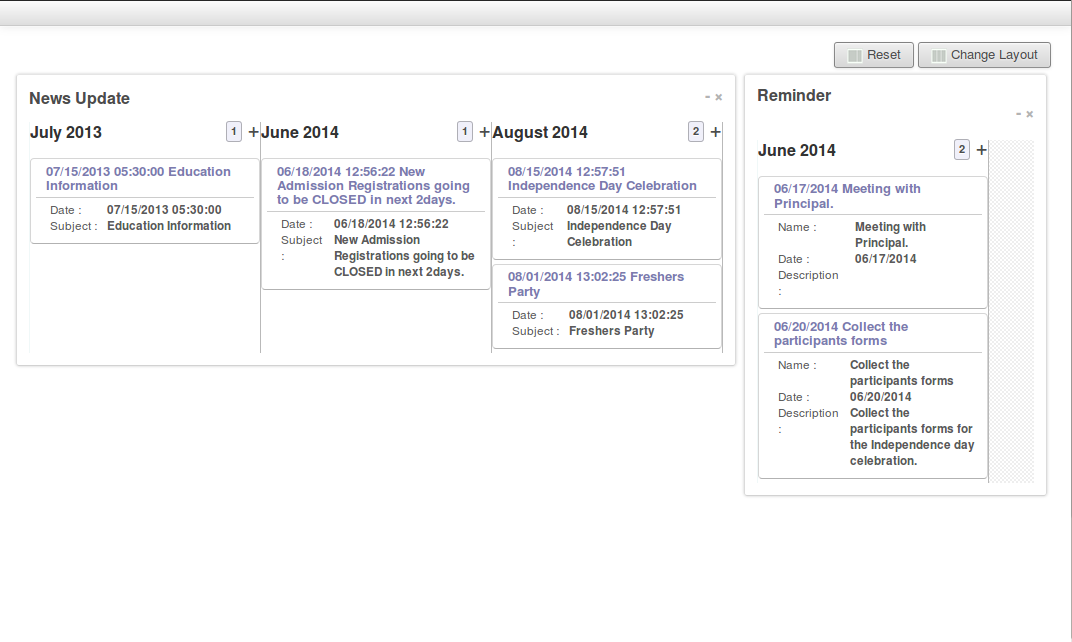 Reset
Change Layout
News Update
- ×
July 2013
1 +
07/15/2013 05:30:00 Education
Information
Date : 07/15/2013 05:30:00
Subject : Education Information
June 2014
1 +
06/18/2014 12:56:22 New
Admission Registrations going
to be CLOSED in next 2days.
Date : 06/18/2014 12:56:22
Subject New Admission
: Registrations going to be
CLOSED in next 2days.
August 2014
2 +
08/15/2014 12:57:51
Independence Day Celebration
Date : 08/15/2014 12:57:51
Subject Independence Day
: Celebration
08/01/2014 13:02:25 Freshers
Party
Date : 08/01/2014 13:02:25
Subject : Freshers Party
Reminder
- ×
June 2014
2 +
06/17/2014 Meeting with
Principal.
Name : Meeting with
Principal.
Date : 06/17/2014
Description
:
06/20/2014 Collect the
participants forms
Name : Collect the
participants forms
Date : 06/20/2014
Description Collect the
: participants forms for
the Independence day
celebration.